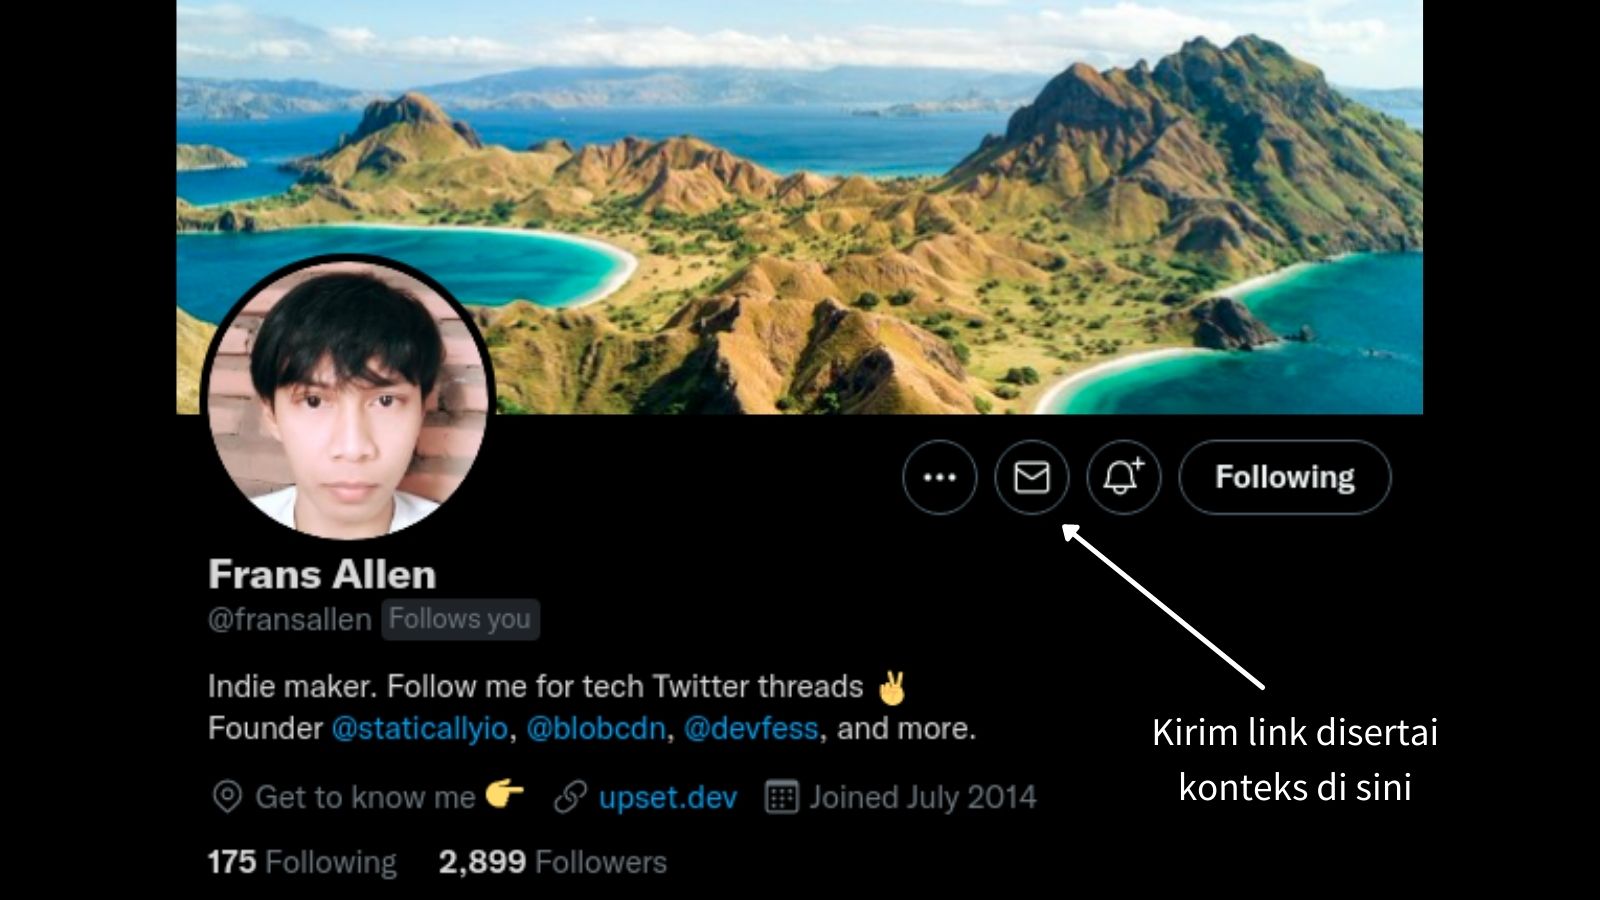 Following
Frans Allen
@fransallen Follows you
Indie maker. Follow me for tech Twitter threads ✌️
Founder @staticallyio, @blobcdn, @devfess, and more.
Get to know me 👉 upset.dev Joined July 2014
175 Following 2,899 Followers
Kirim link disertai
konteks di sini